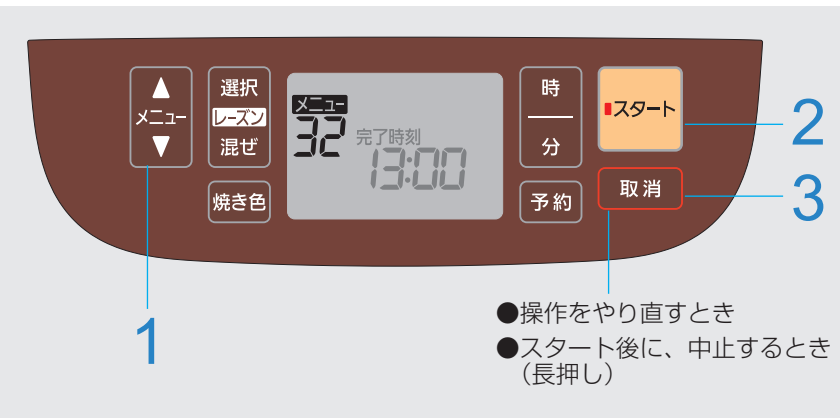 ▲
メニュー
▼
選択
レーズン
混ぜ
焼き色
メニュー
32
完了時刻
13:00
時
分
予約
スタート
取消
1
2
3
●操作をやり直すとき
●スタート後に、中止するとき
（長押し）